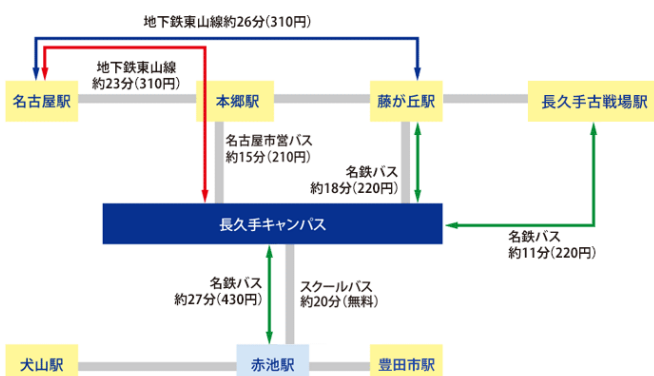 地下鉄東山線約26分(310円)
地下鉄東山線
約23分(310円)
名古屋駅
本郷駅
藤が丘駅
長久手古戦場駅
名古屋市営バス
約15分(210円)
名鉄バス
約18分(220円)
長久手キャンパス
名鉄バス
約11分(220円)
名鉄バス
約27分(430円)
スクールバス
約20分(無料)
犬山駅
赤池駅
豊田市駅